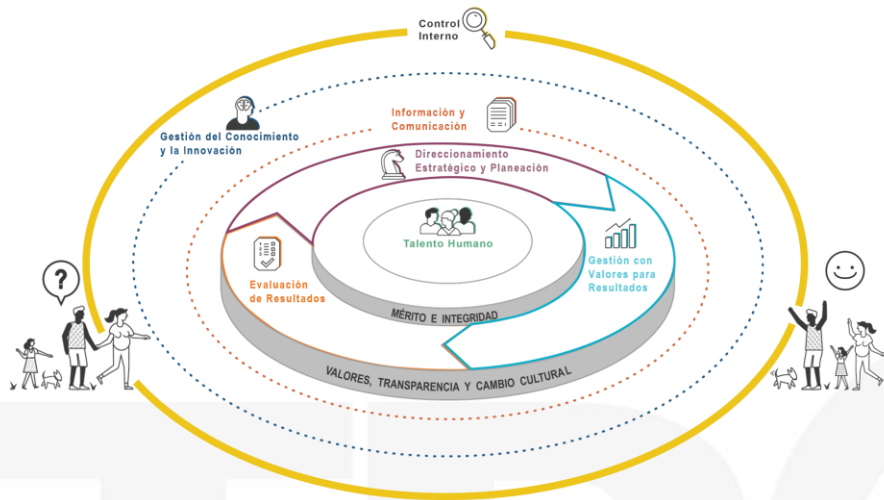 Control
Interno
Información y
Comunicación
Gestión del Conocimiento
y la Innovación
Direccionamiento
Estratégico y Planeación
Talento Humano
Gestión con
Valores para
Resultados
Evaluación
de Resultados
?
MÉRITO E INTEGRIDAD
VALORES, TRANSPARENCIA Y CAMBIO CULTURAL